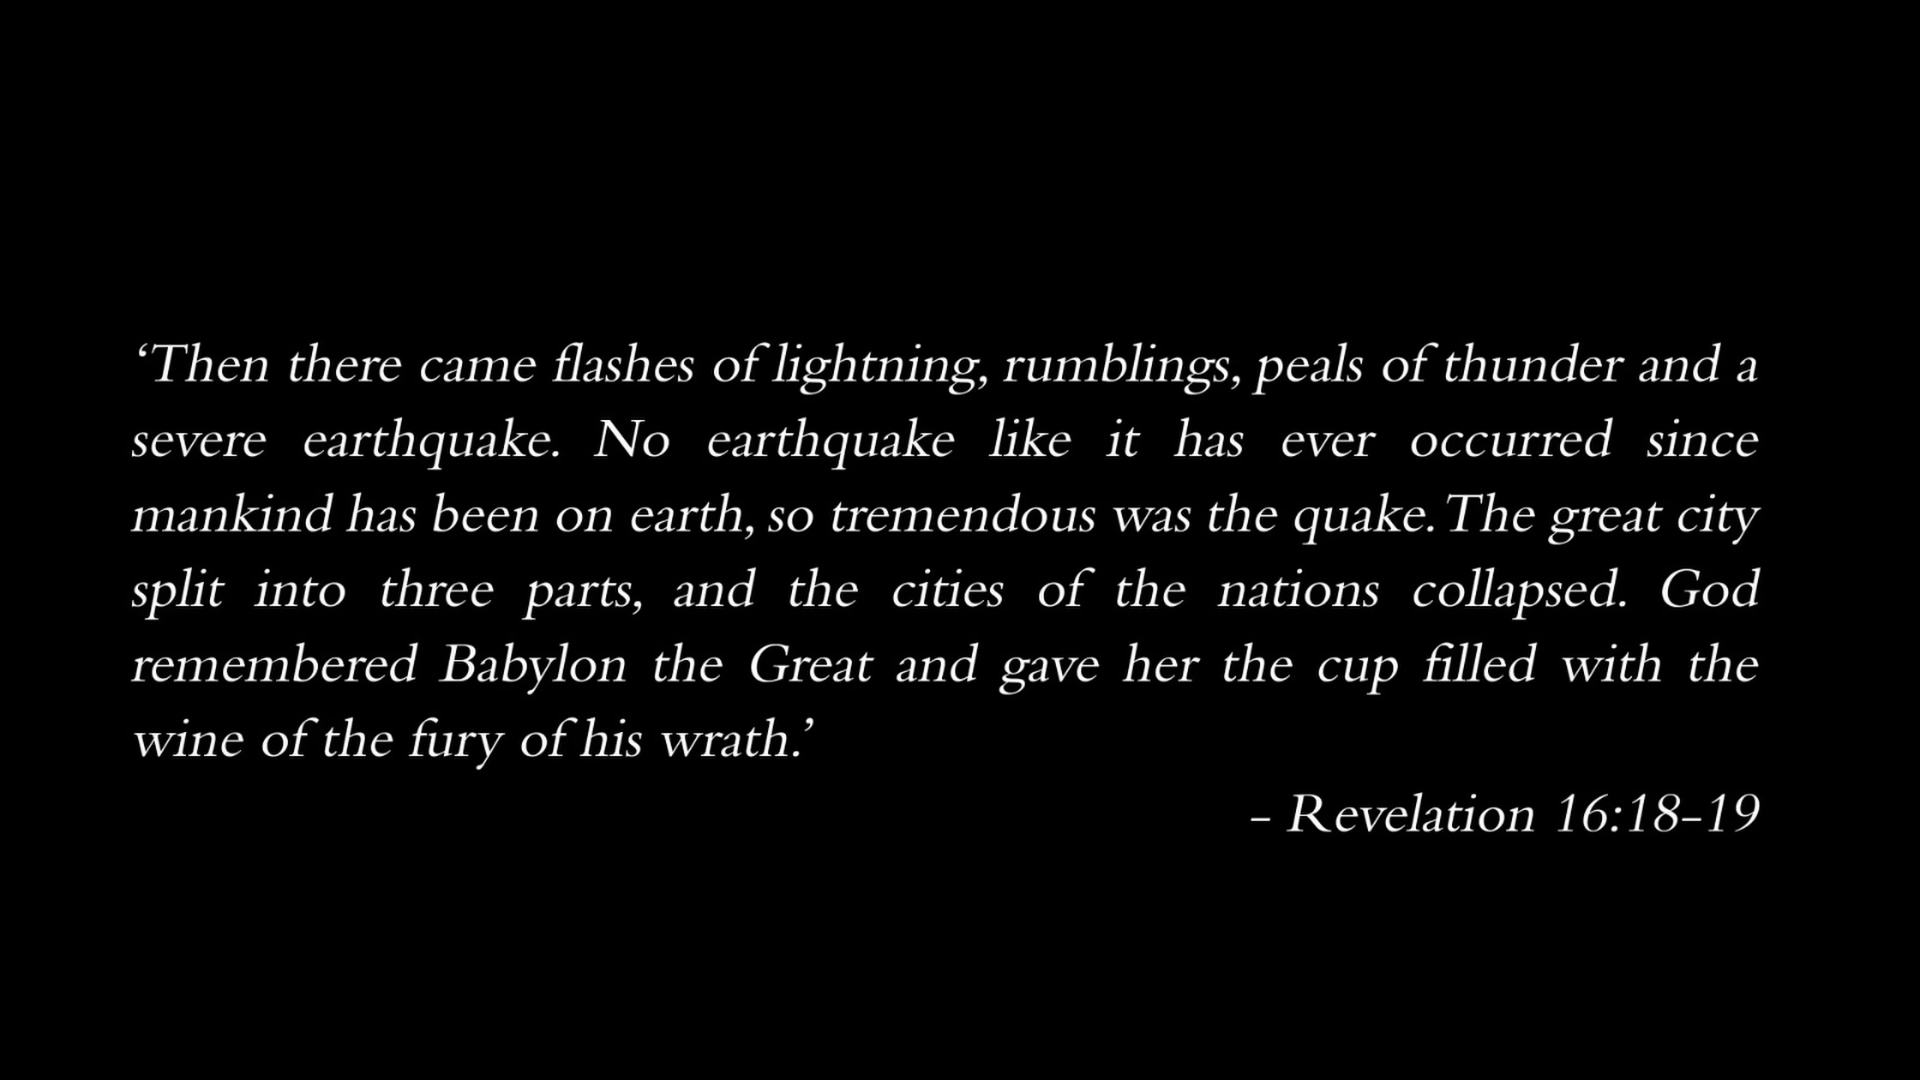 ‘Then there came flashes of lightning, rumblings, peals of thunder and a
severe earthquake. No earthquake like it has ever occurred since
mankind has been on earth, so tremendous was the quake. The great city
split into three parts, and the cities of the nations collapsed. God
remembered Babylon the Great and gave her the cup filled with the
wine of the fury of his wrath.’
- Revelation 16:18-19